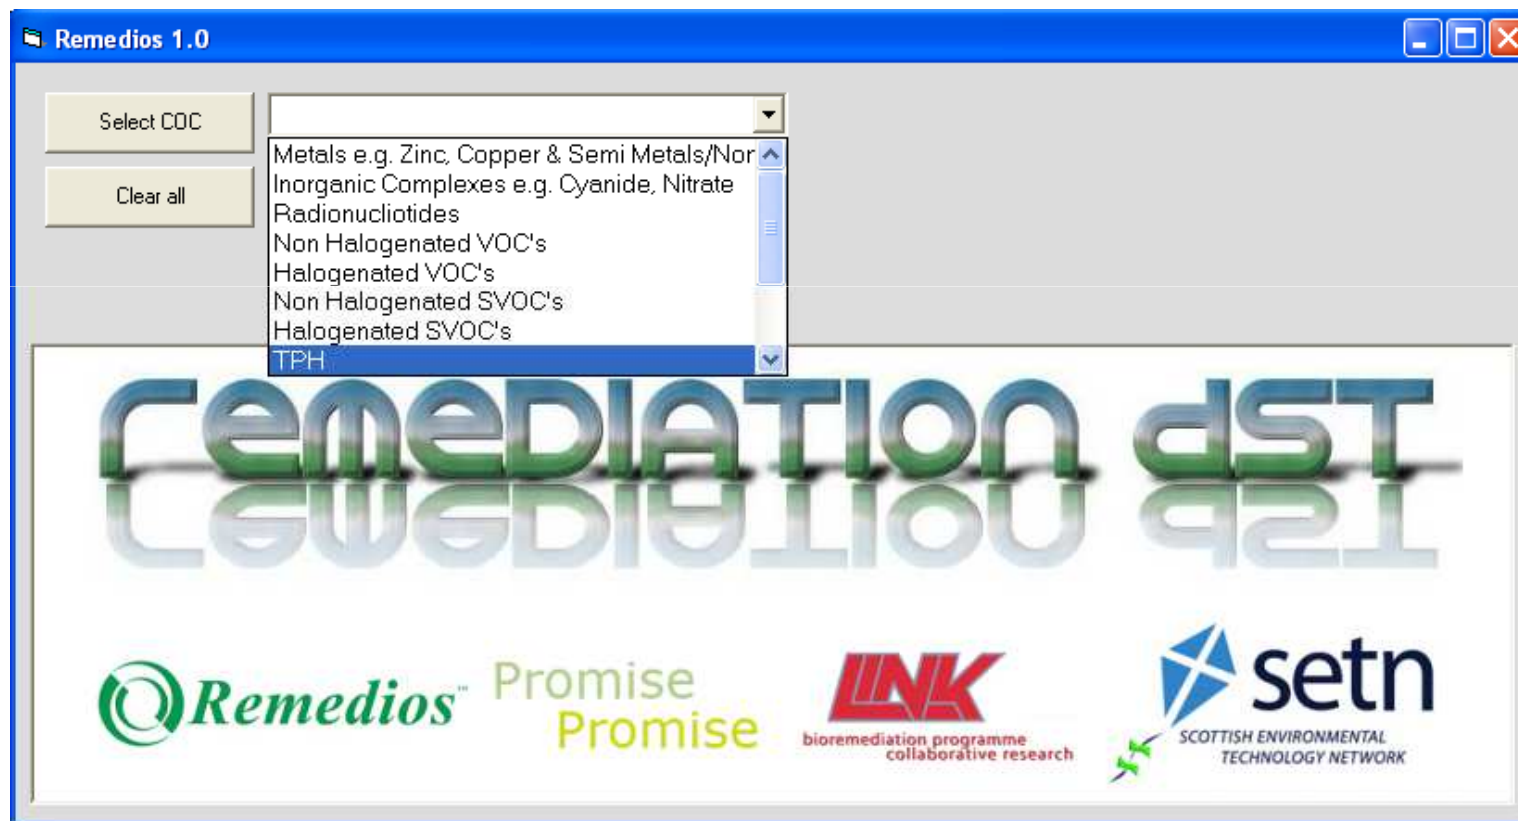 Remedios 1.0
Select COC
Clear all
Metals e.g. Zinc, Copper & Semi Metals/Nor
Inorganic Complexes e.g. Cyanide, Nitrate
Radionucliotides
Non Halogenated VOC's
Halogenated VOC's
Non Halogenated SVOC's
Halogenated SVOC's
TPH
remeDIATIon dST
Remedios™
Promise
Promise
LINK
bioremediation programme
collaborative research
setn
SCOTTISH ENVIRONMENTAL
TECHNOLOGY NETWORK